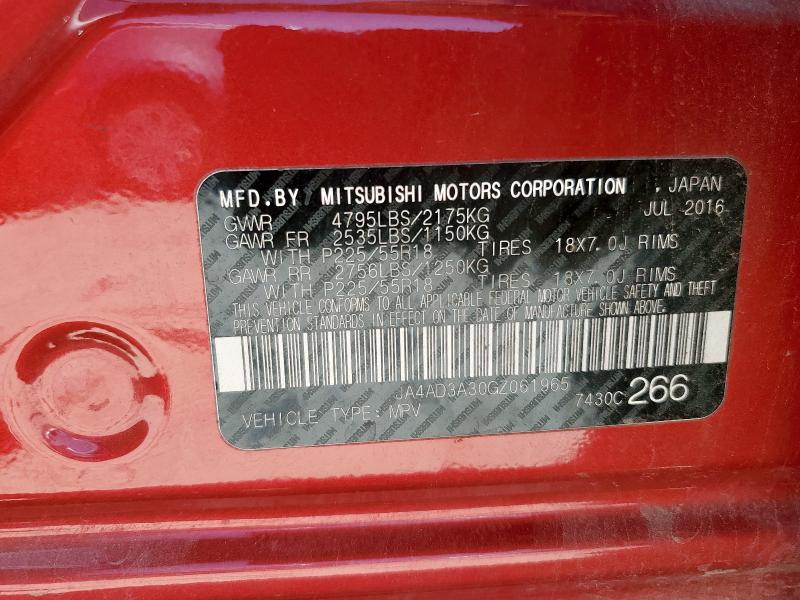 MFD.BY MITSUBISHI MOTORS CORPORATION , JAPAN
GVWR 4795LBS/2175KG JUL 2016
GAWR FR 2535LBS/1150KG
WITH P225/55R18 TIRES 18X7.0J RIMS
GAWR RR 2756LBS/1250KG
WITH P225/55R18 TIRES 18X7.0J RIMS
THIS VEHICLE CONFORMS TO ALL APPLICABLE FEDERAL MOTOR VEHICLE SAFETY AND THEFT
PREVENTION STANDARDS IN EFFECT ON THE DATE OF MANUFACTURE SHOWN ABOVE.
JA4AD3A30GZ061965
VEHICLE TYPE: MPV 7430C 266